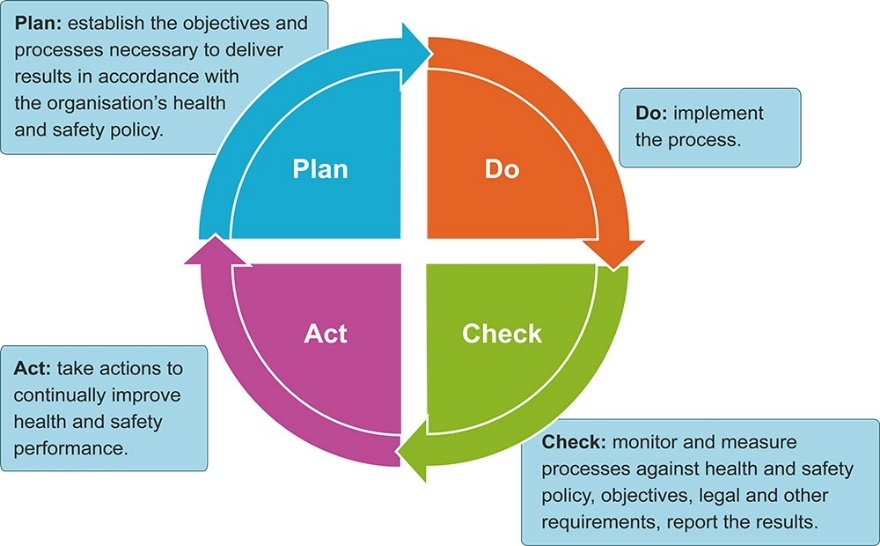 Plan: establish the objectives and
processes necessary to deliver
results in accordance with
the organisation’s health
and safety policy.
Plan
Do
Do: implement
the process.
Act
Check
Act: take actions to
continually improve
health and safety
performance.
Check: monitor and measure
processes against health and safety
policy, objectives, legal and other
requirements, report the results.